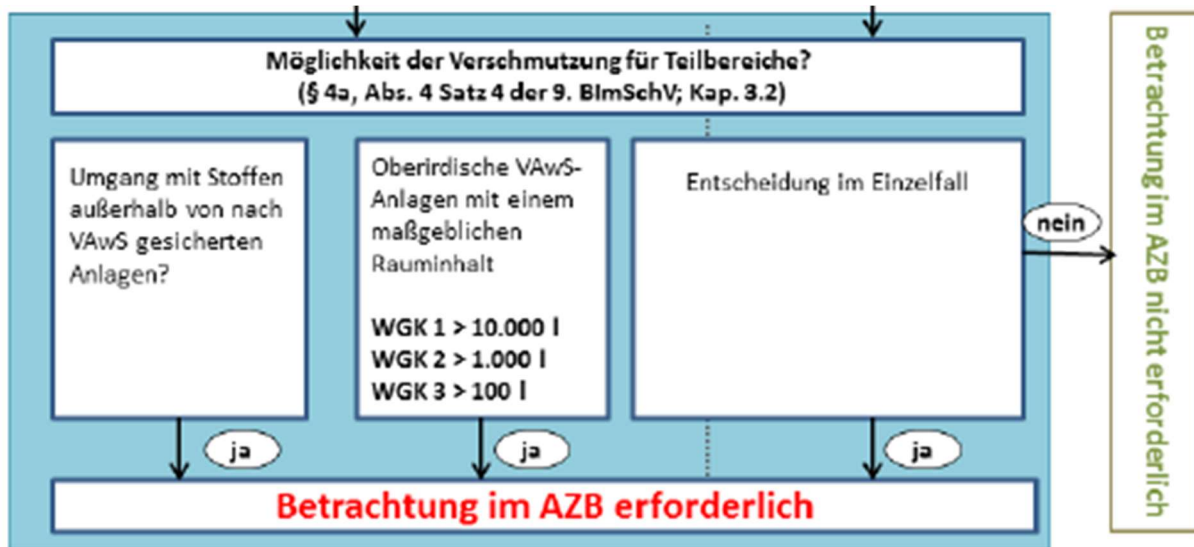 Möglichkeit der Verschmutzung für Teilbereiche?
(§ 4a, Abs. 4 Satz 4 der 9. BImSchV; Kap. 3.2)
Umgang mit Stoffen
außerhalb von nach
VAwS gesicherten
Anlagen?
Oberirdische VAwS-
Anlagen mit einem
maßgeblichen
Rauminhalt
WGK 1 > 10.000 l
WGK 2 > 1.000 l
WGK 3 > 100 l
Entscheidung im Einzelfall
nein
ja
ja
ja
Betrachtung im AZB erforderlich
Betrachtung im AZB nicht erforderlich